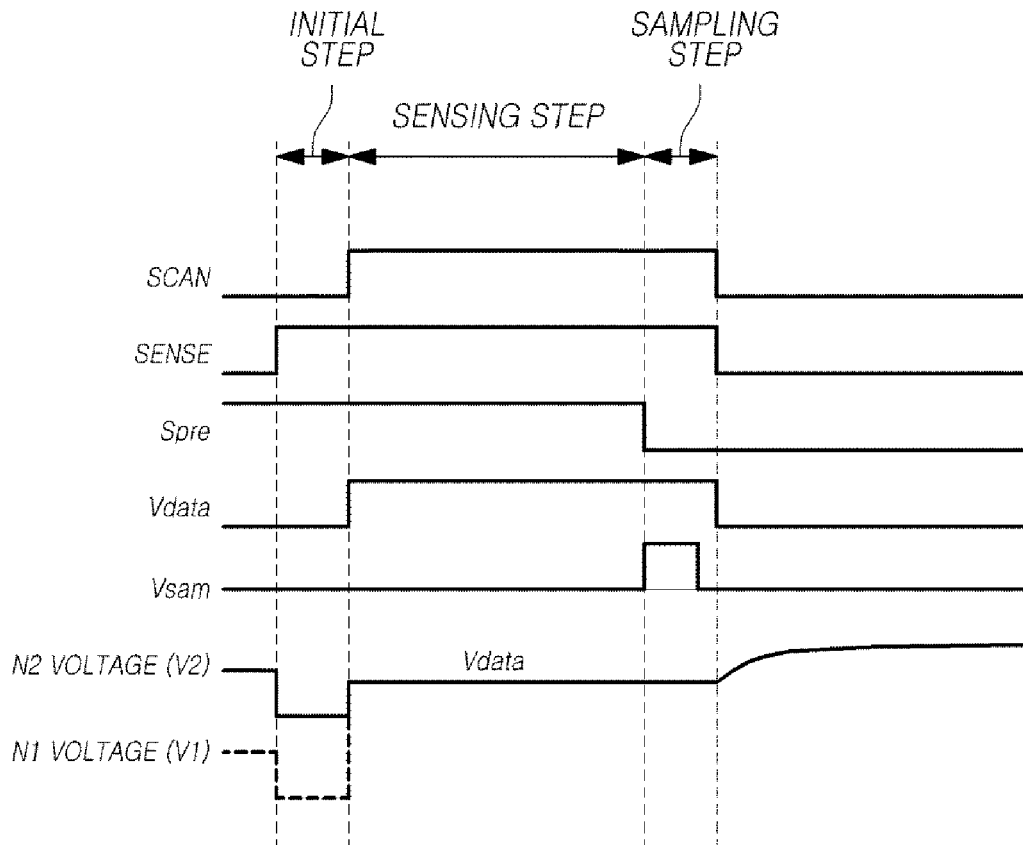 INITIAL
STEP
SAMPLING
STEP
SENSING STEP
SCAN
SENSE
Spre
Vdata
Vsam
N2 VOLTAGE (V2)
Vdata
N1 VOLTAGE (V1)